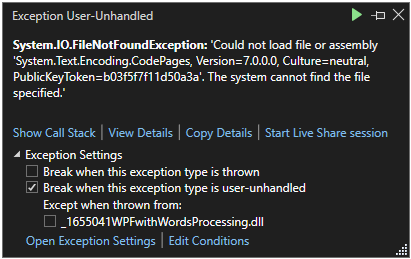 Exception User-Unhandled
System.IO.FileNotFoundException: 'Could not load file or assembly
'System.Text.Encoding.CodePages, Version=7.0.0.0, Culture=neutral,
PublicKeyToken=b03f5f7f11d50a3a'. The system cannot find the file
specified.'
Show Call Stack | View Details | Copy Details | Start Live Share session
Exception Settings
Break when this exception type is thrown
Break when this exception type is user-unhandled
Except when thrown from:
_1655041WPFwithWordsProcessing.dll
Open Exception Settings | Edit Conditions